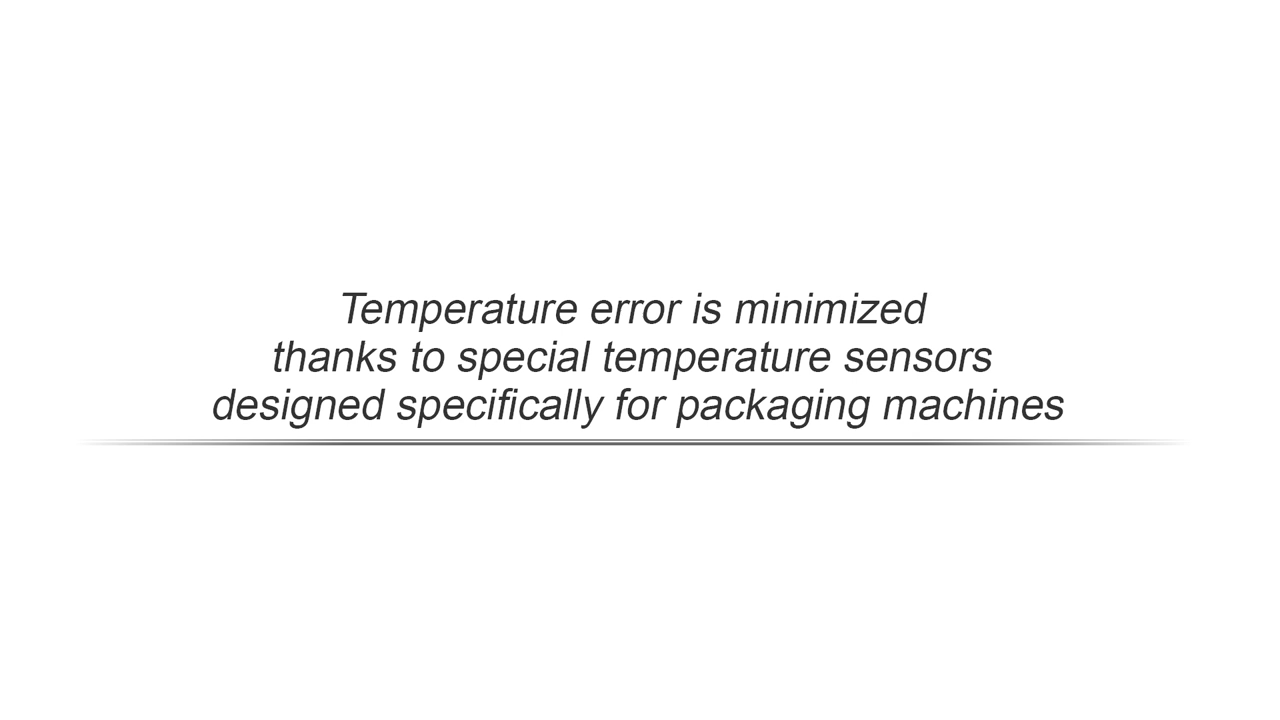 Temperature error is minimized
thanks to special temperature sensors
designed specifically for packaging machines